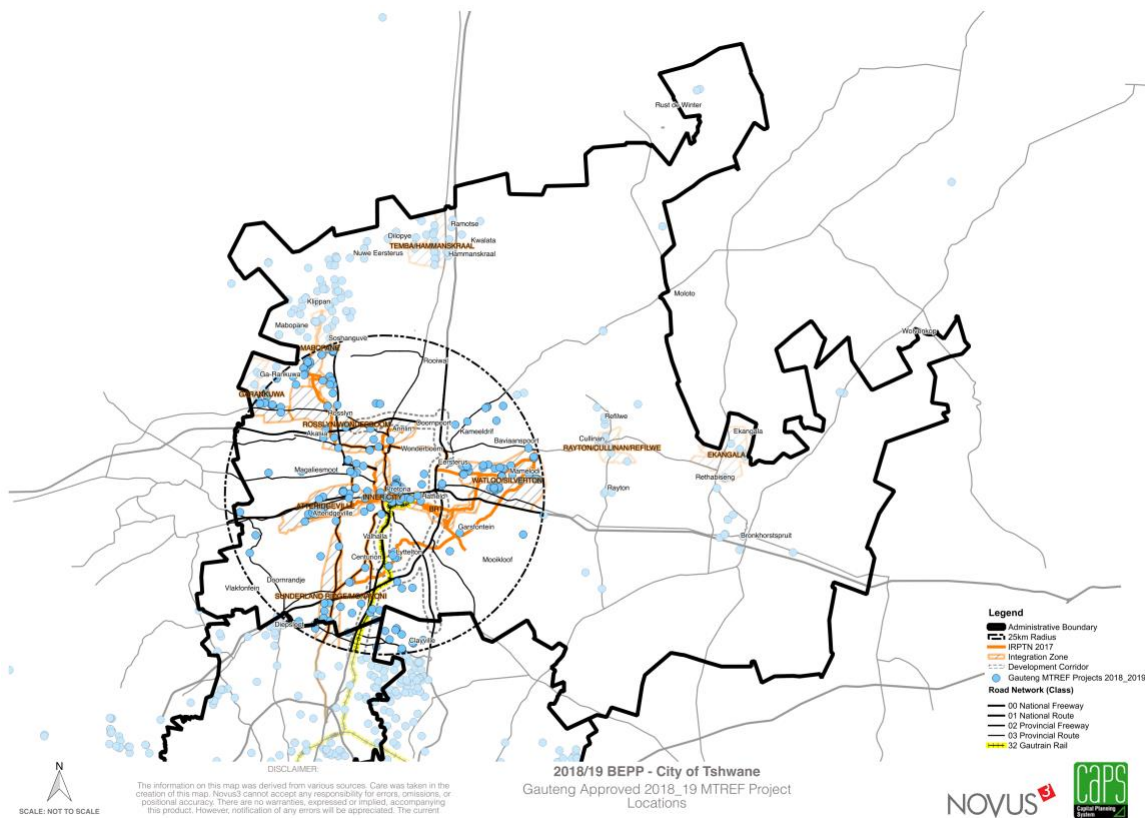 Rust de Winter
Ramotse
Dilopye
Kwalata
TEMBA/HAMMANSKRAAL
Nuwe Eersterus
Hammanskraal
Moloto
Klippan
Mabopane
Soshanguve
MABOPANE
Rooiwal
Ga-Rankuwa
GARANKUWA
Rosslyn
ROSSLYN/WONDERBOOM
Akasia
Annlin
Doornpoort
Kameeldrif
Wonderboom
Baviaanspoort
Refilwe
Cullinan
RAYTON/CULLINAN/REFILWE
Ekangala
EKANGALA
Rethabiseng
Rayton
Magaliesmoot
Eersterus
Mamelodi
WATLOO/SILVERTON
Pretoria
INNER CITY
Hatfield
ATTERIDGEVILLE
Atteridgeville
Garsfontein
Bronkhorstspruit
Valhalla
Lyttelton
Centurion
Mooikloof
Doornrandje
Vlakfontein
Diepsloot
Clayville
Legend
Administrative Boundary
25km Radius
IRPTN 2017
Integration Zone
Development Corridor
Gauteng MTREF Projects 2018_2019
Road Network (Class)
00 National Freeway
01 National Route
02 Provincial Freeway
03 Provincial Route
32 Gautrain Rail
N
SCALE: NOT TO SCALE
DISCLAIMER:
The information on this map was derived from various sources. Care was taken in the
creation of this map. Novus3 cannot accept any responsibility for errors, omissions, or
positional accuracy. There are no warranties, expressed or implied, accompanying
this product. However, notification of any errors will be appreciated. The current
2018/19 BEPP - City of Tshwane
Gauteng Approved 2018_19 MTREF Project
Locations
NOVUS3
CAPS
Capital Planning
System